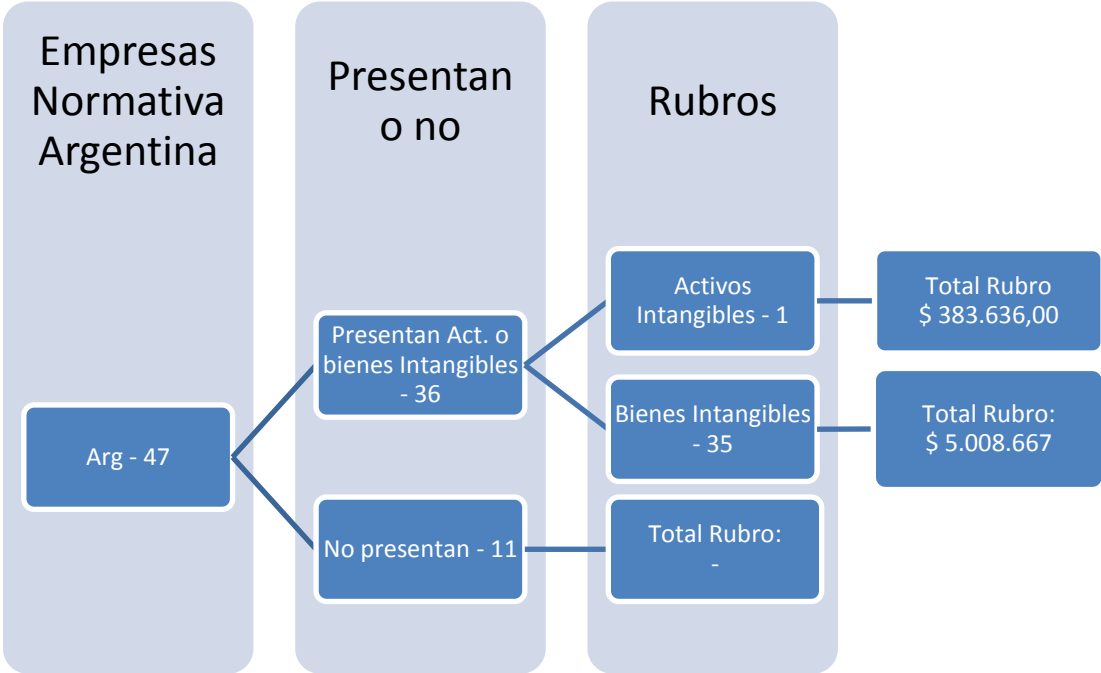 Empresas
Normativa
Argentina
Presentan
o no
Rubros
Activos
Intangibles - 1
Total Rubro
$ 383.636,00
Presentan Act. o
bienes Intangibles
- 36
Bienes Intangibles
- 35
Total Rubro:
$ 5.008.667
Arg - 47
No presentan - 11
Total Rubro:
-